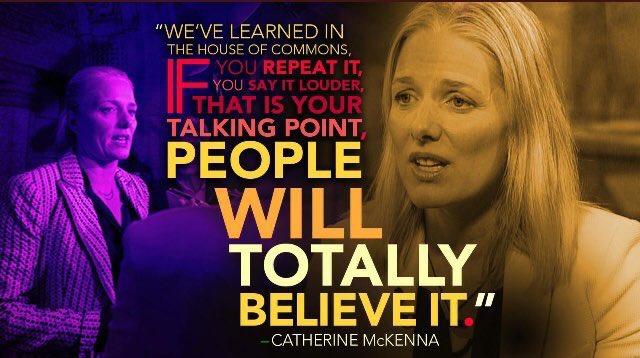 “WE’VE LEARNED IN
THE HOUSE OF COMMONS,
IF YOU REPEAT IT,
YOU SAY IT LOUDER,
THAT IS YOUR
TALKING POINT,
PEOPLE
WILL
TOTALLY
BELIEVE IT.”
–CATHERINE McKENNA